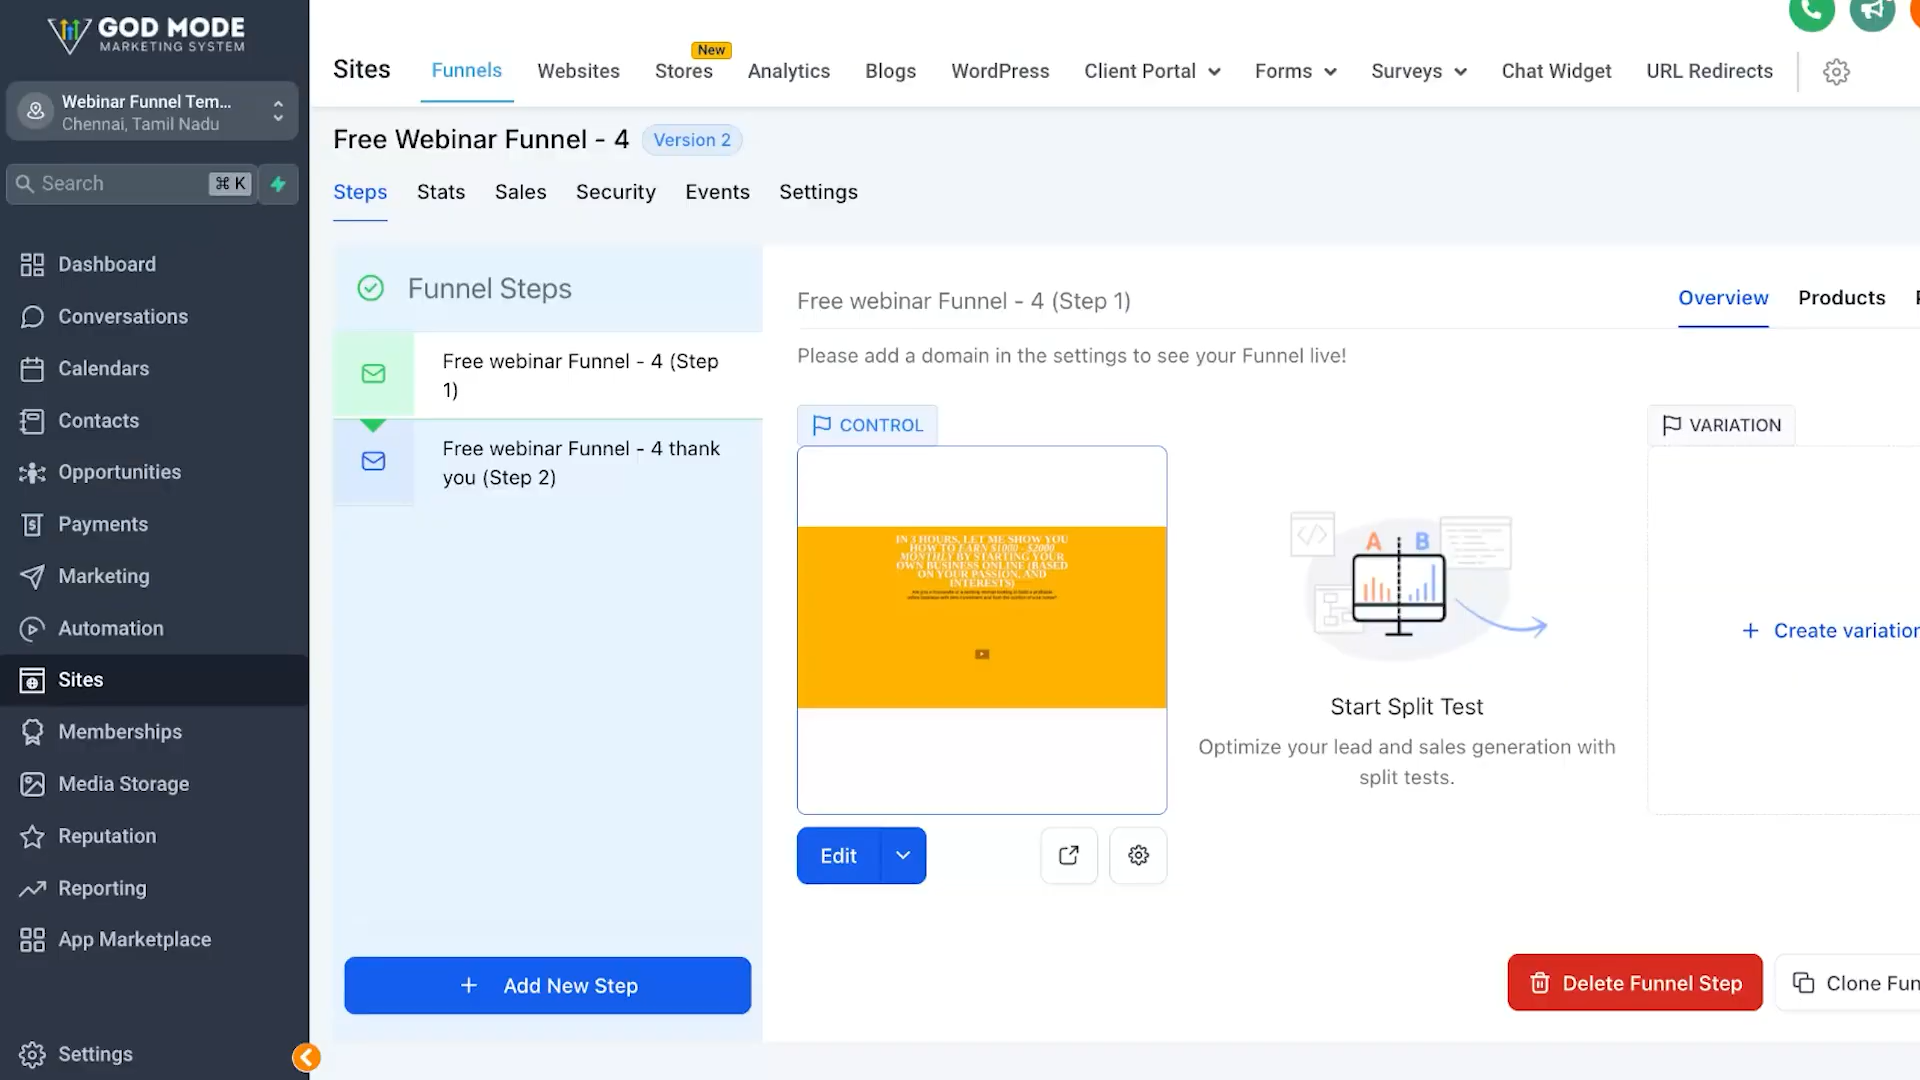 GOD MODE
MARKETING SYSTEM
Webinar Funnel Tem...
Chennai, Tamil Nadu
Search
⌘ K
Dashboard
Conversations
Calendars
Contacts
Opportunities
Payments
Marketing
Automation
Sites
Memberships
Media Storage
Reputation
Reporting
App Marketplace
Settings
Sites
Funnels
Websites
Stores
New
Analytics
Blogs
WordPress
Client Portal
Forms
Surveys
Chat Widget
URL Redirects
Free Webinar Funnel - 4
Version 2
Steps
Stats
Sales
Security
Events
Settings
Funnel Steps
Free webinar Funnel - 4 (Step
1)
Free webinar Funnel - 4 thank
you (Step 2)
Add New Step
Free webinar Funnel - 4 (Step 1)
Overview
Products
Please add a domain in the settings to see your Funnel live!
CONTROL
IN 3 HOURS, LET ME SHOW YOU
HOW TO EARN $1000 - $2000
MONTHLY BY STARTING YOUR
OWN BUSINESS ONLINE (BASED
ON YOUR PASSION, AND
INTERESTS)
Edit
A B
Start Split Test
Optimize your lead and sales generation with
split tests.
VARIATION
Create variation
Delete Funnel Step
Clone Fun